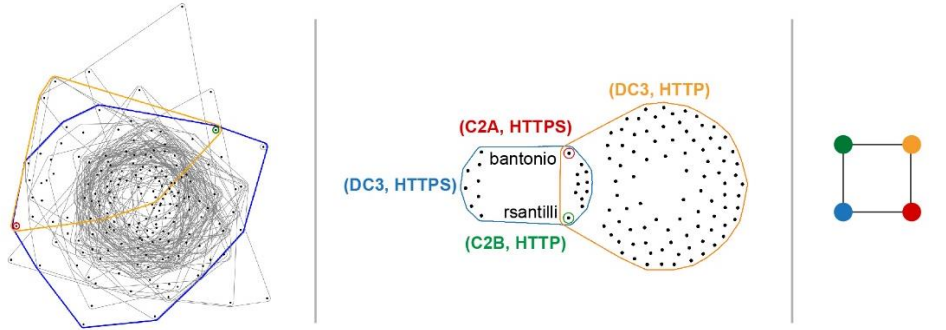 (DC3, HTTP)
(C2A, HTTPS)
bantonio
(DC3, HTTPS)
rsantilli
(C2B, HTTP)